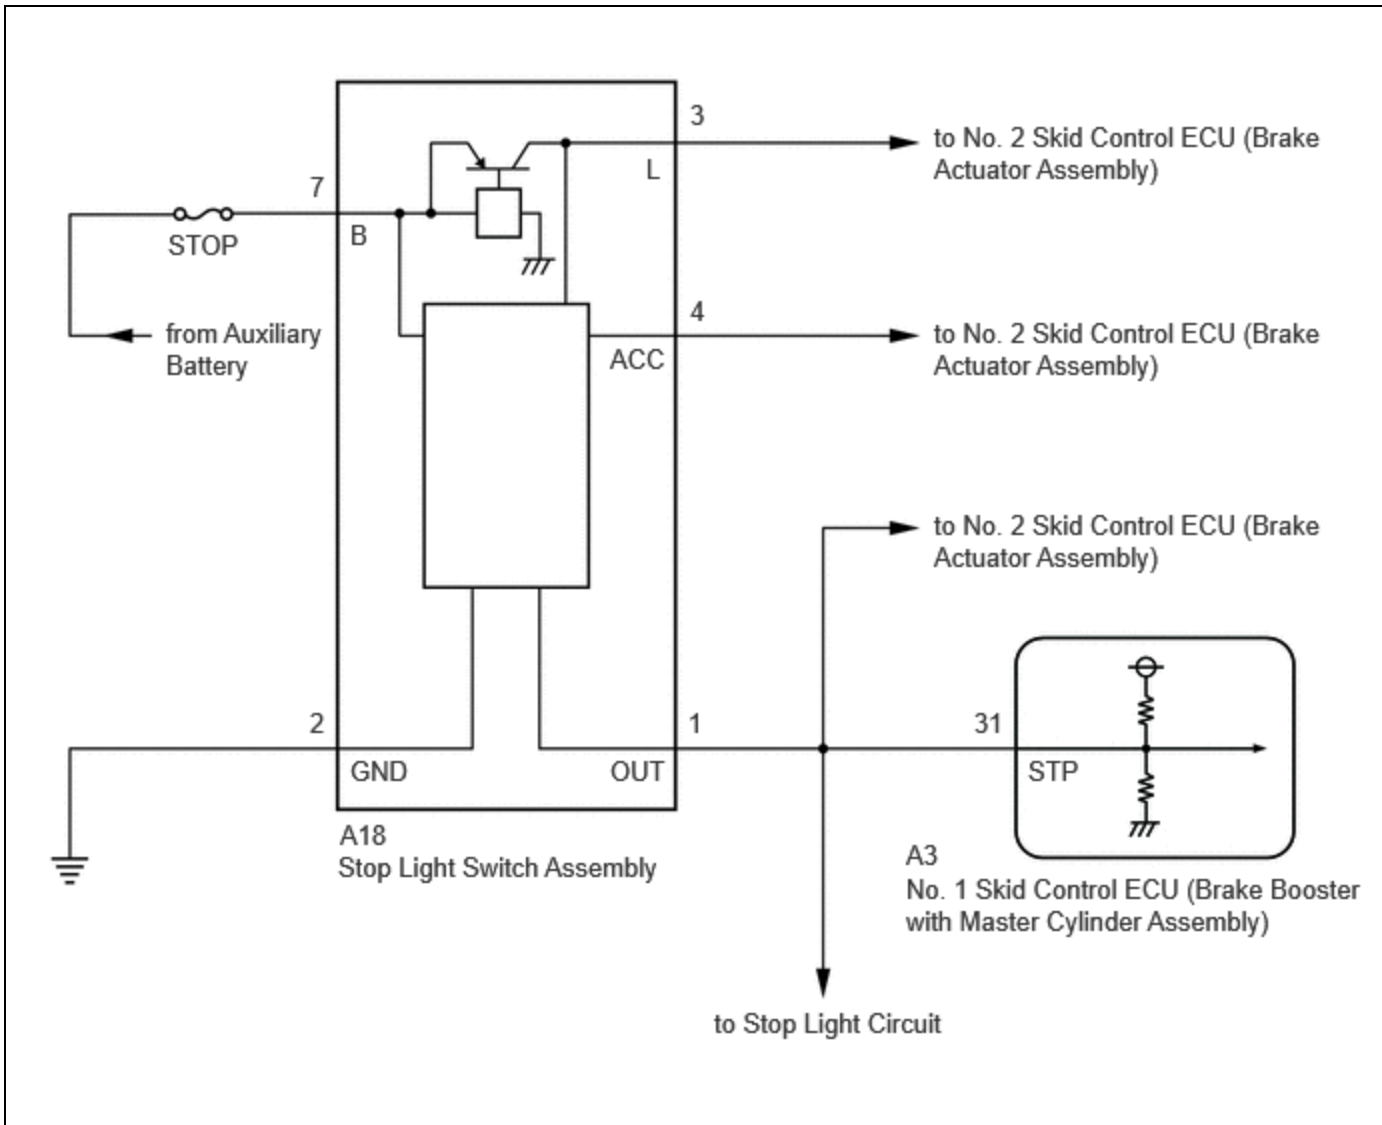 3
to No. 2 Skid Control ECU (Brake
Actuator Assembly)
L
7
B
STOP
4
from Auxiliary
Battery
to No. 2 Skid Control ECU (Brake
Actuator Assembly)
ACC
to No. 2 Skid Control ECU (Brake
Actuator Assembly)
2
1
31
GND
OUT
STP
A18
Stop Light Switch Assembly
A3
No. 1 Skid Control ECU (Brake Booster
with Master Cylinder Assembly)
to Stop Light Circuit